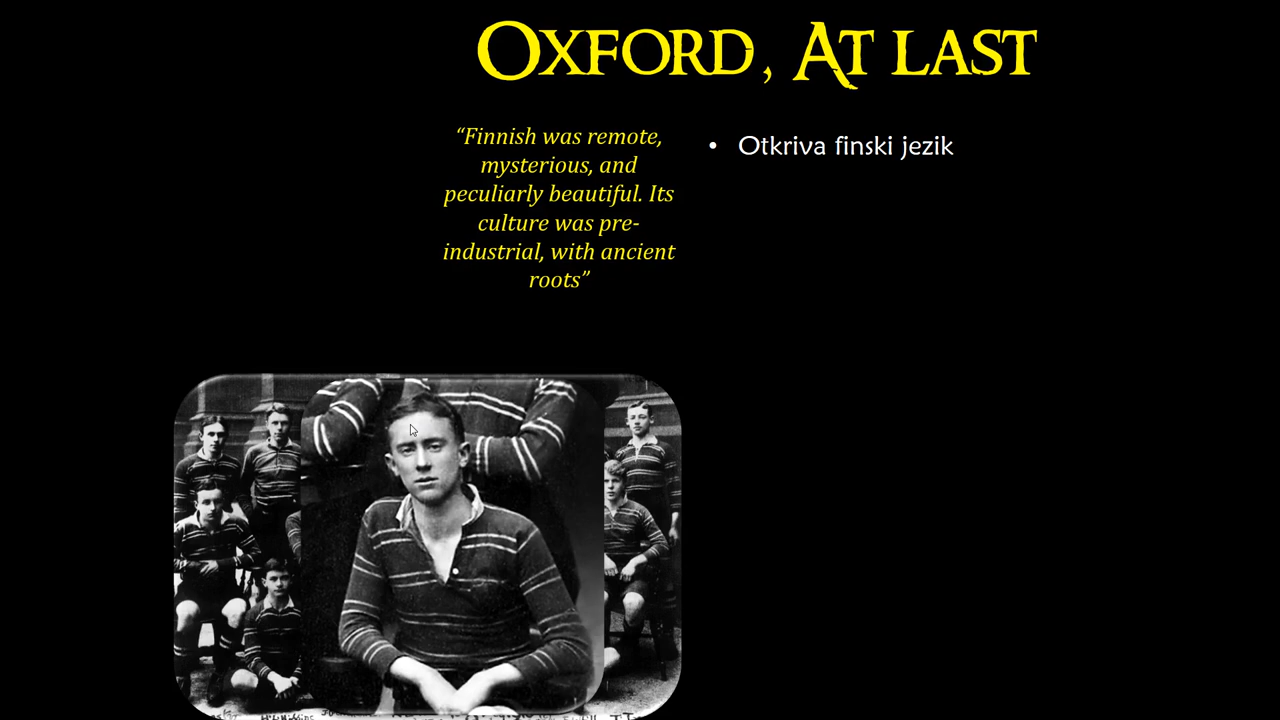 Oxford, At last
“Finnish was remote,
mysterious, and
peculiarly beautiful. Its
culture was pre-
industrial, with ancient
roots”
• Otkriva finski jezik